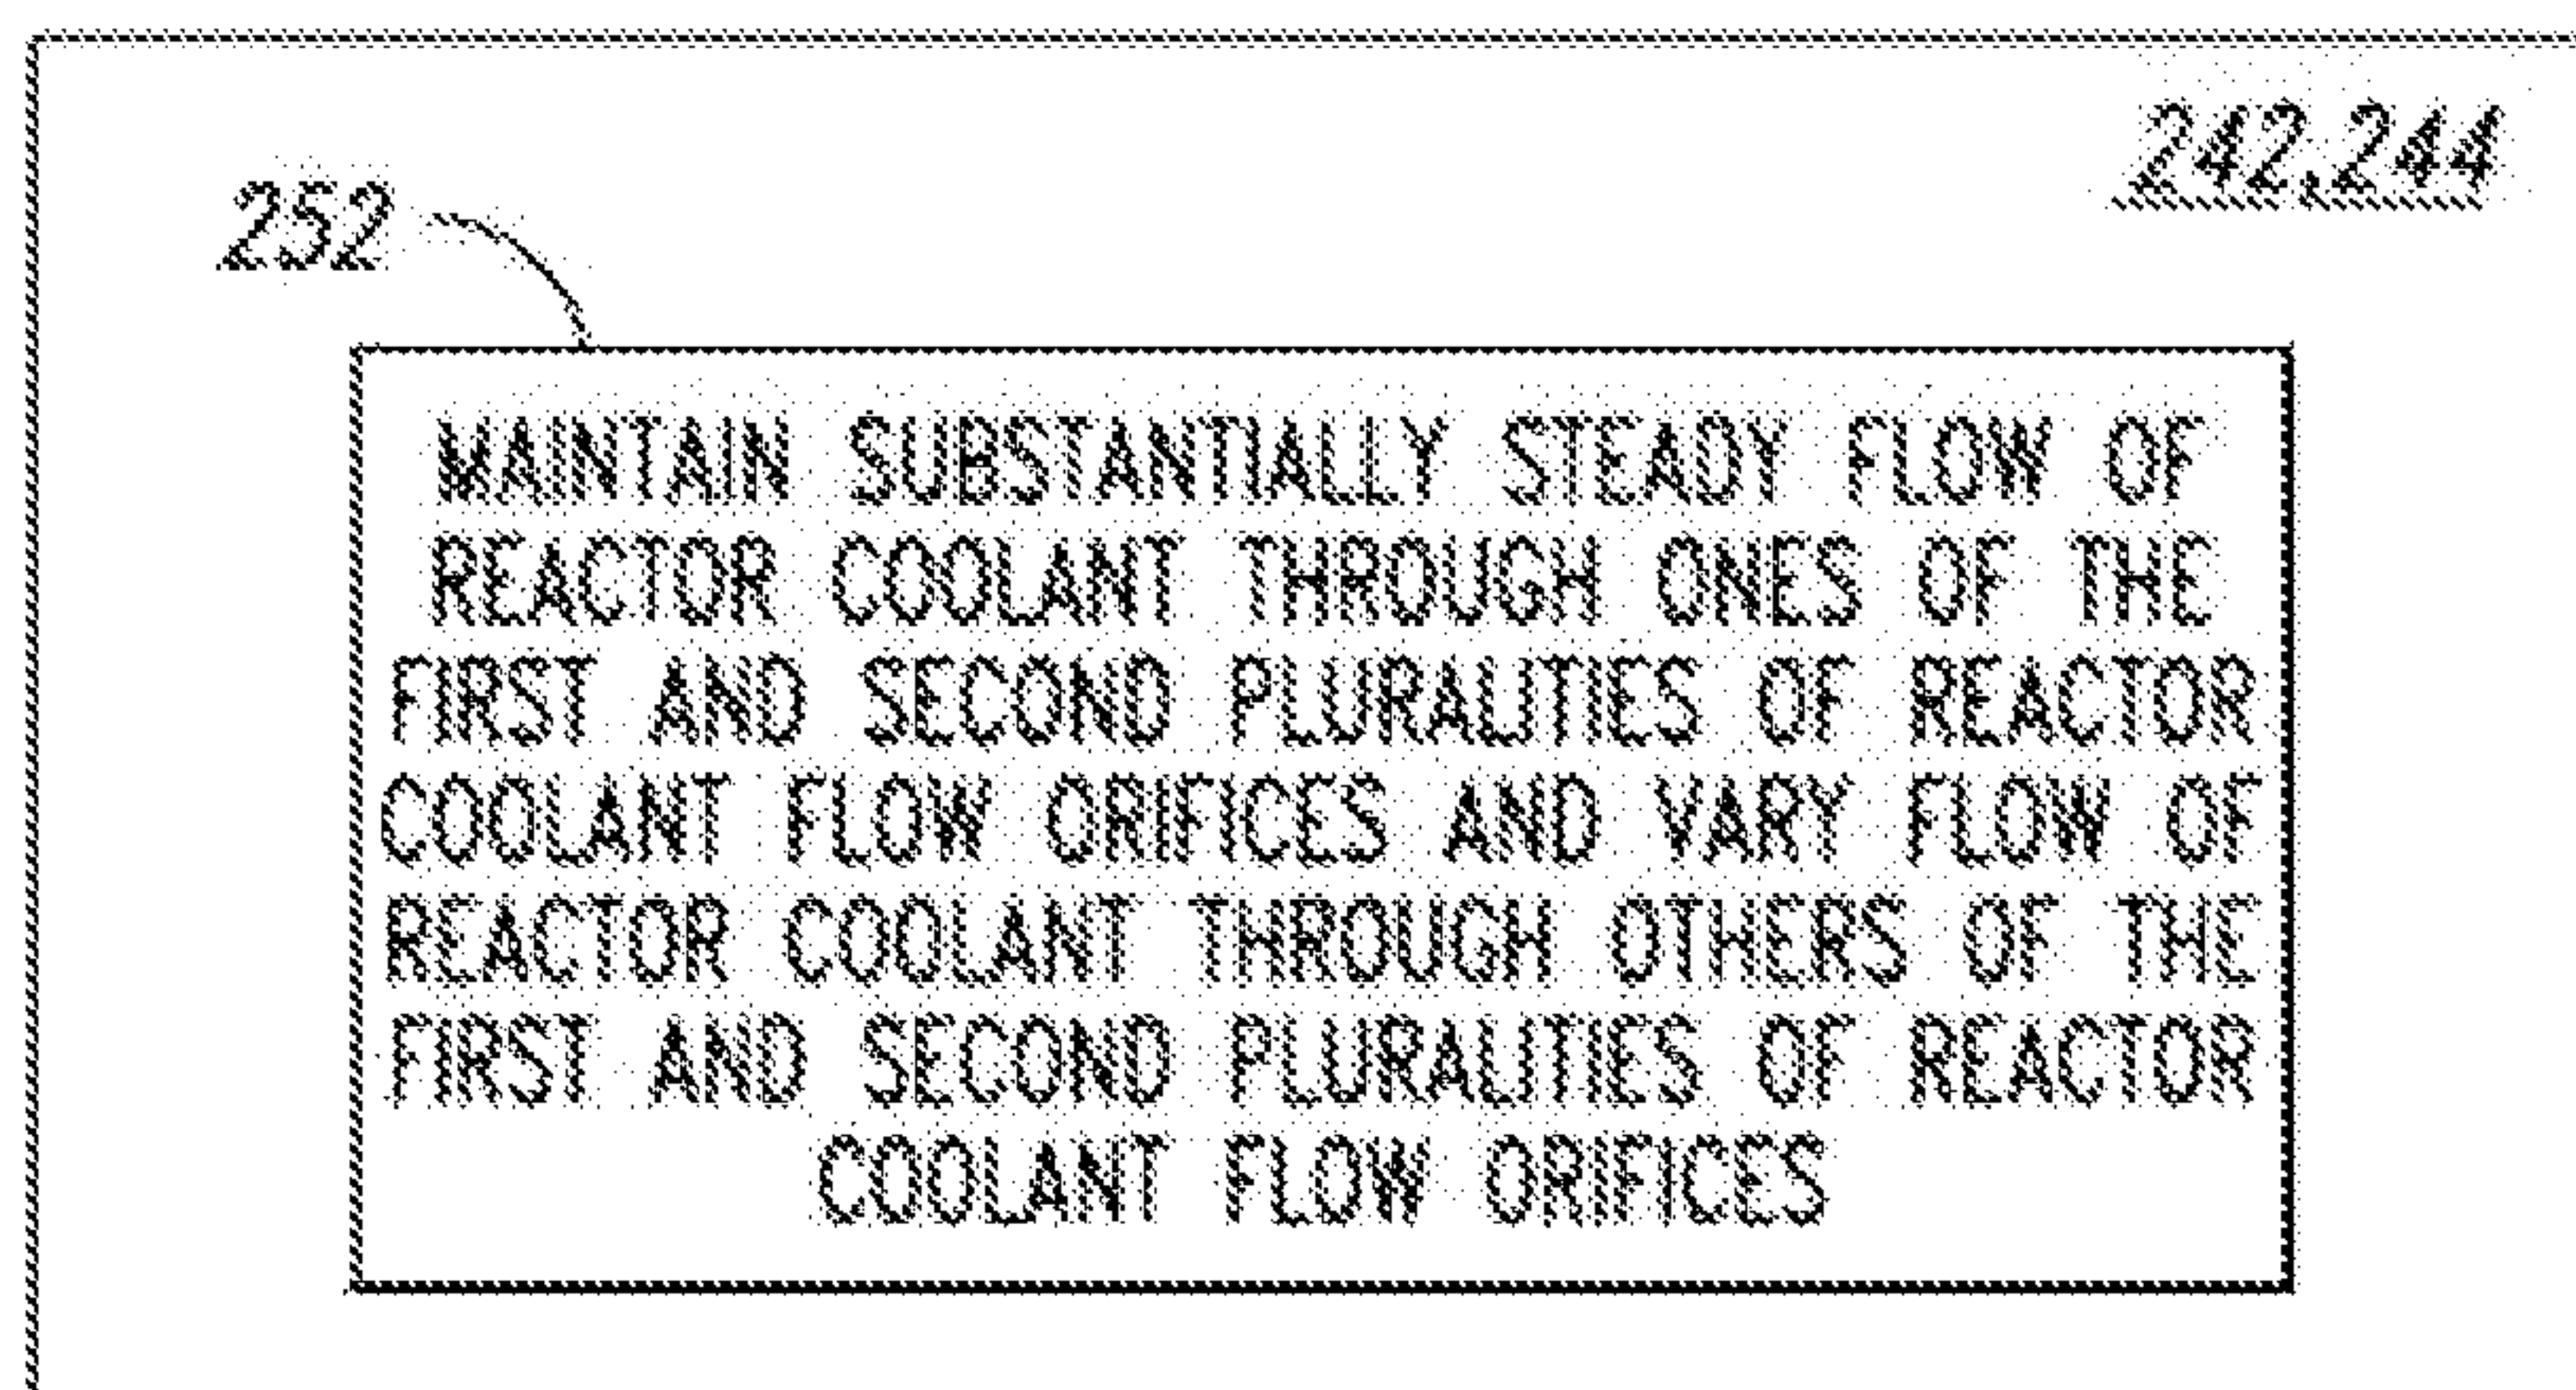 242,244
252
MAINTAIN SUBSTANTIALLY STEADY FLOW OF
REACTOR COOLANT THROUGH ONES OF THE
FIRST AND SECOND PLURALITIES OF REACTOR
COOLANT FLOW ORIFICES AND VARY FLOW OF
REACTOR COOLANT THROUGH OTHERS OF THE
FIRST AND SECOND PLURALITIES OF REACTOR
COOLANT FLOW ORIFICES